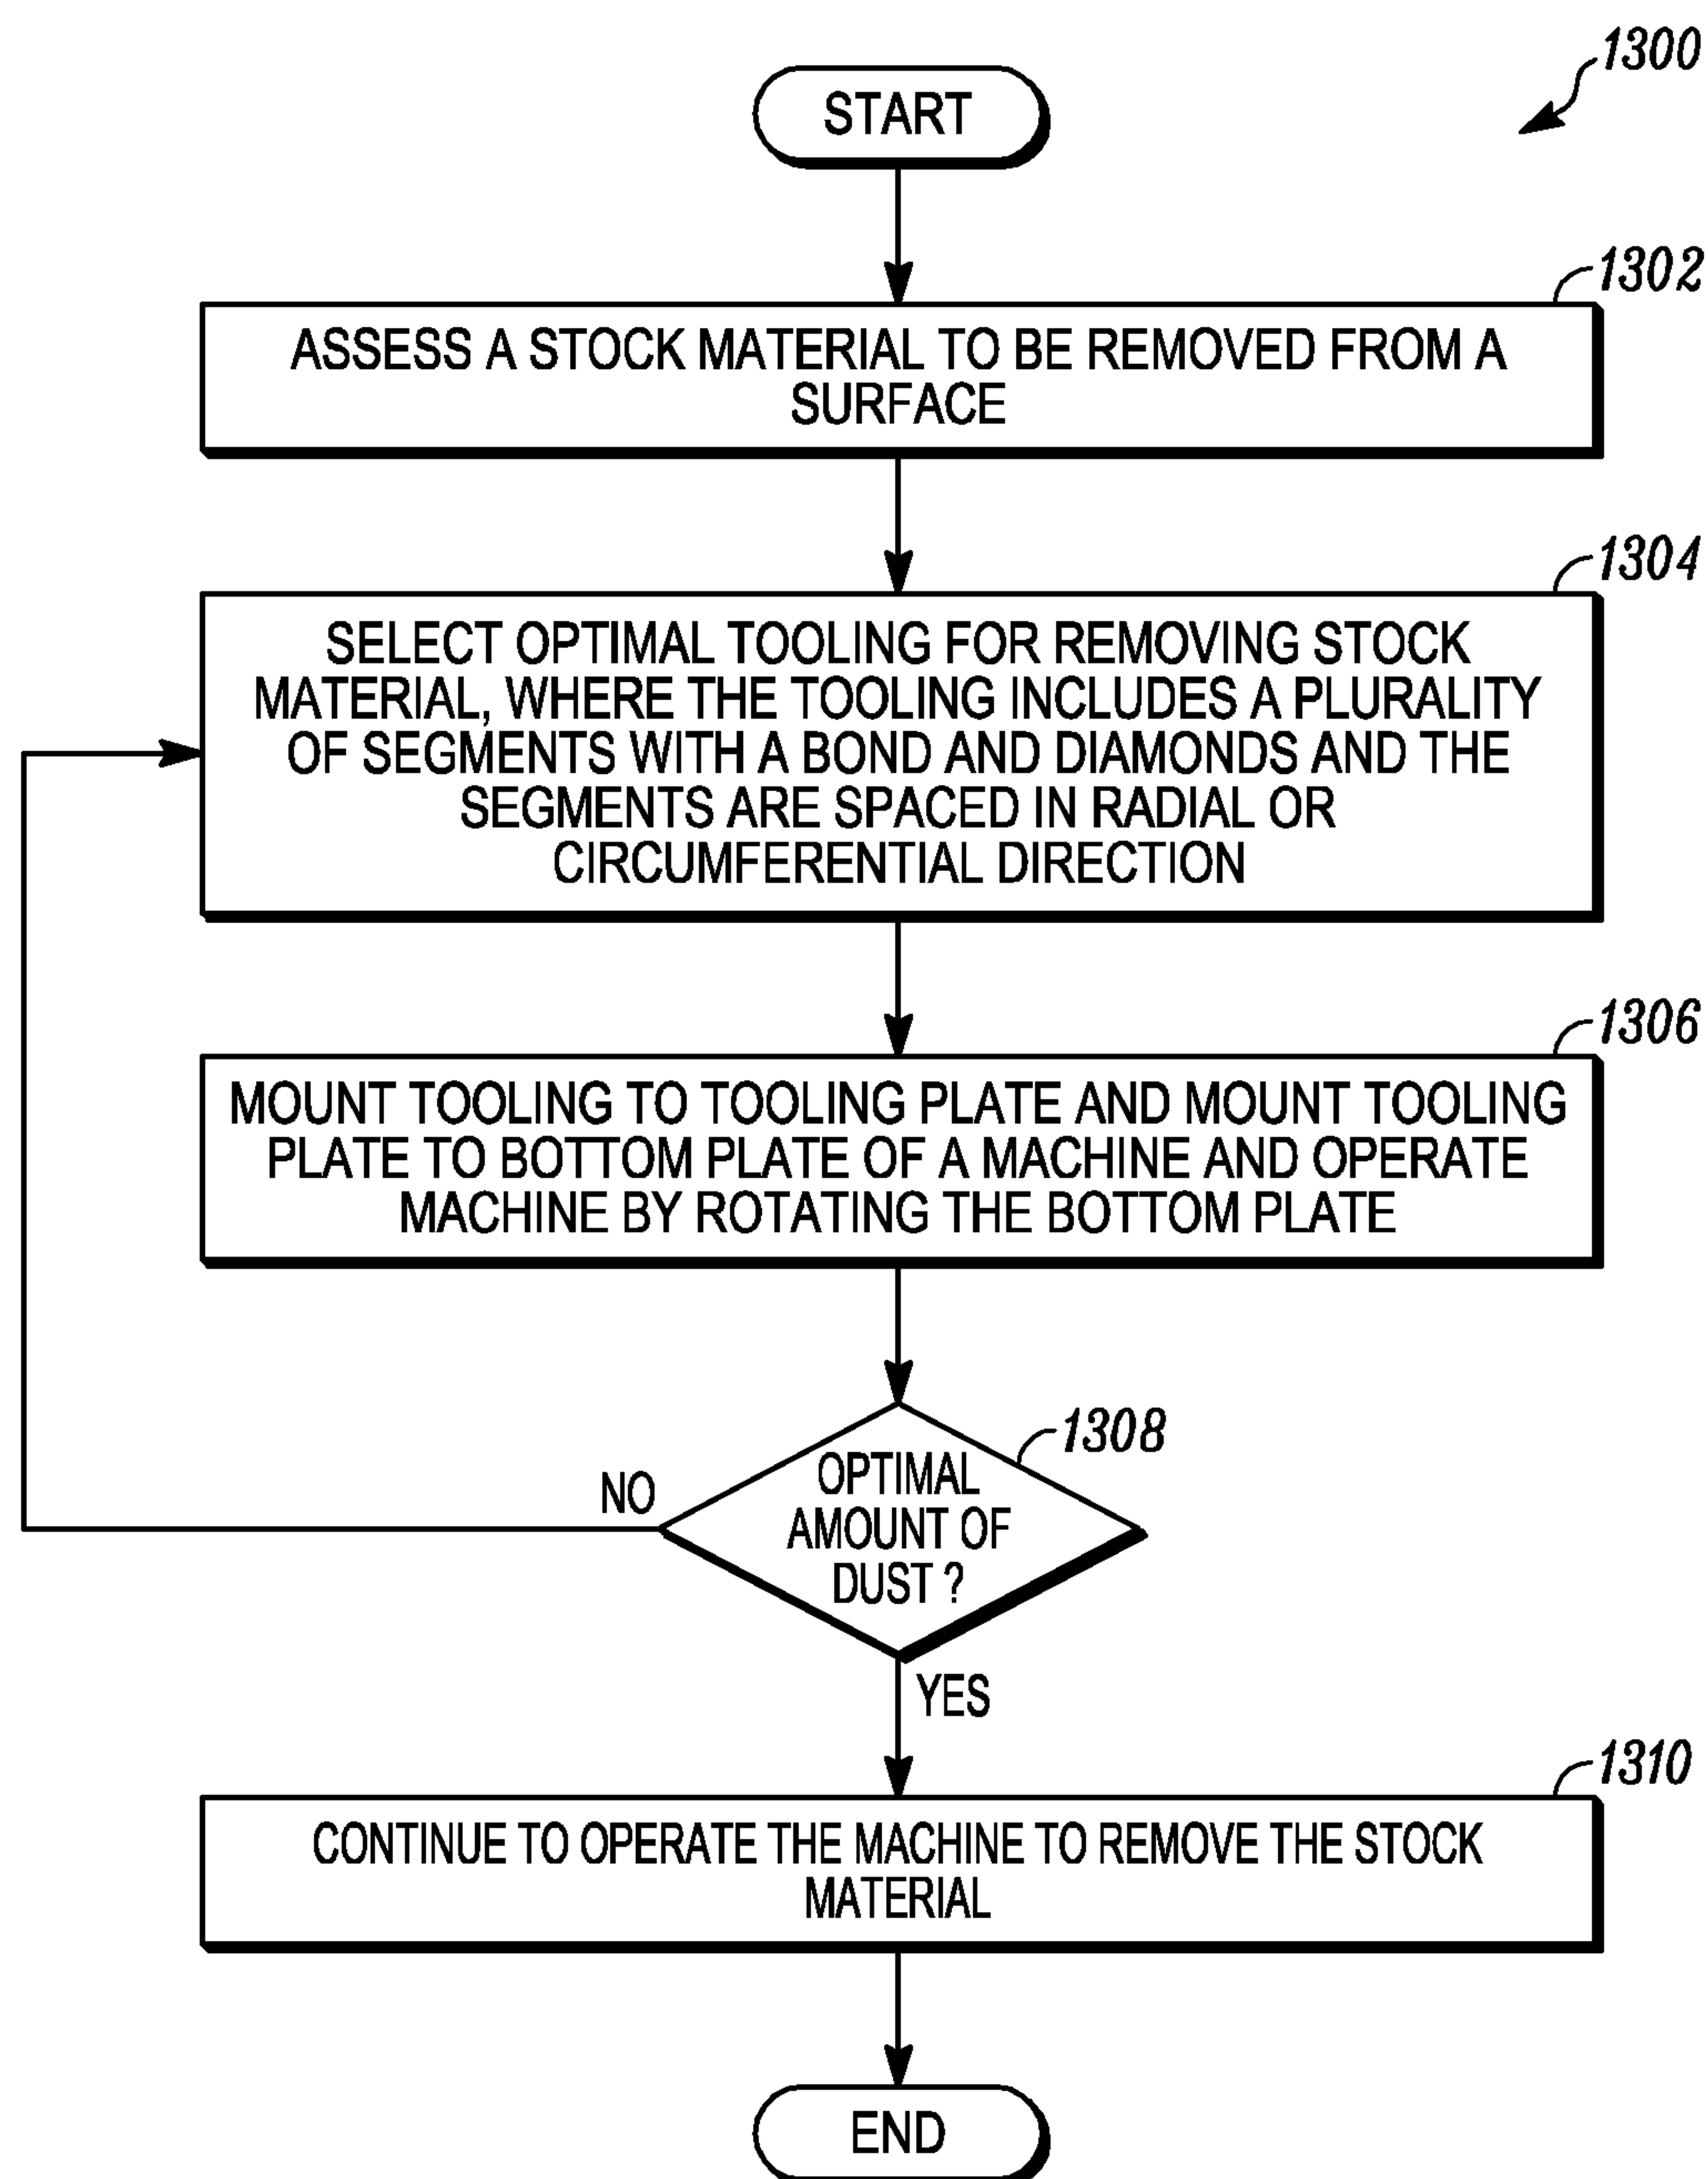 1300
START
1302
ASSESS A STOCK MATERIAL TO BE REMOVED FROM A
SURFACE
1304
SELECT OPTIMAL TOOLING FOR REMOVING STOCK
MATERIAL, WHERE THE TOOLING INCLUDES A PLURALITY
OF SEGMENTS WITH A BOND AND DIAMONDS AND THE
SEGMENTS ARE SPACED IN RADIAL OR
CIRCUMFERENTIAL DIRECTION
1306
MOUNT TOOLING TO TOOLING PLATE AND MOUNT TOOLING
PLATE TO BOTTOM PLATE OF A MACHINE AND OPERATE
MACHINE BY ROTATING THE BOTTOM PLATE
1308
OPTIMAL
AMOUNT OF
DUST ?
NO
YES
1310
CONTINUE TO OPERATE THE MACHINE TO REMOVE THE STOCK
MATERIAL
END